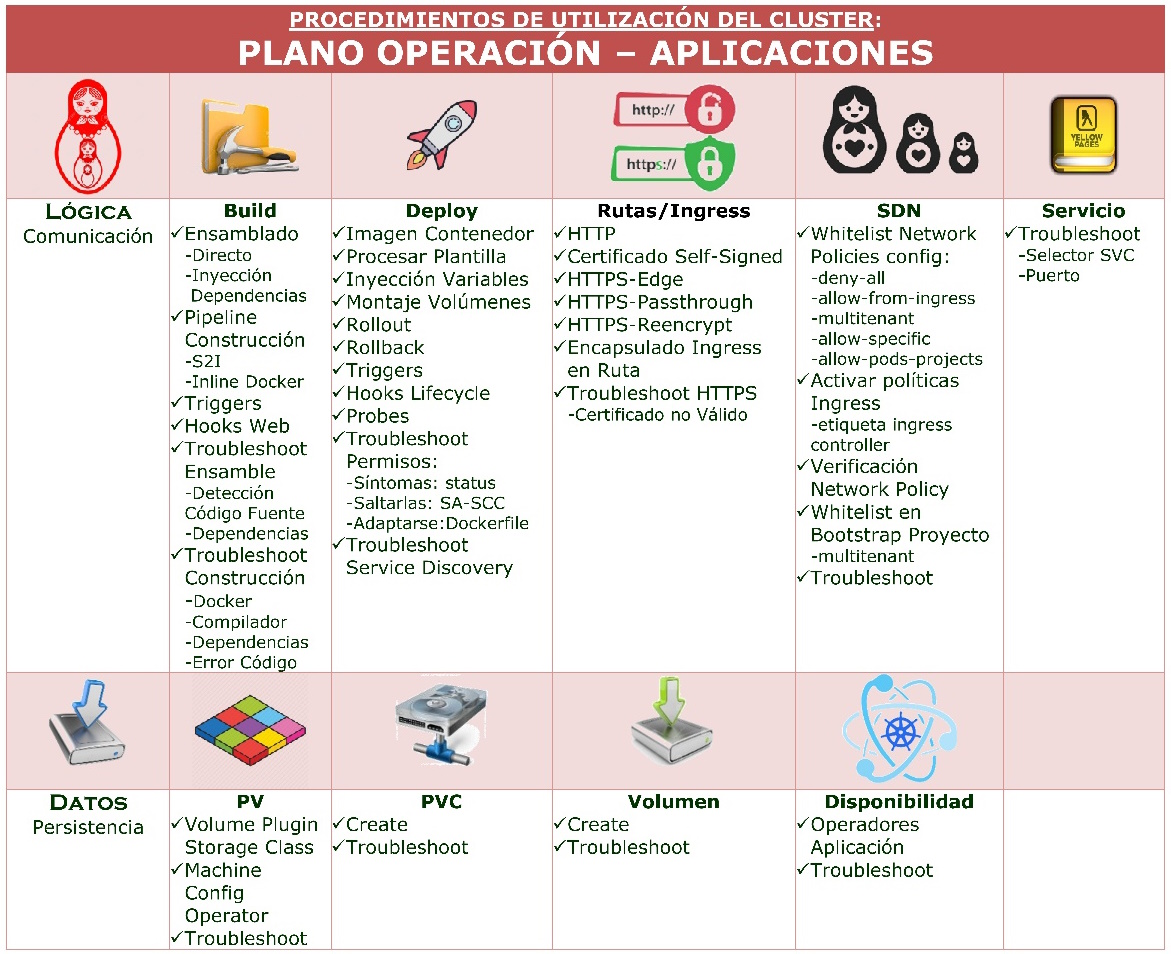 PROCEDIMIENTOS DE UTILIZACIÓN DEL CLUSTER:
PLANO OPERACIÓN – APLICACIONES
http://
https://
YELLOW
PAGES
LÓGICA
Comunicación
Build
✓Ensamblado
-Directo
-Inyección
Dependencias
✓Pipeline
Construcción
-S2I
-Inline Docker
✓Triggers
✓Hooks Web
✓Troubleshoot
Ensamble
-Detección
Código Fuente
-Dependencias
✓Troubleshoot
Construcción
-Docker
-Compilador
-Dependencias
-Error Código
Deploy
✓Imagen Contenedor
✓Procesar Plantilla
✓Inyección Variables
✓Montaje Volúmenes
✓Rollout
✓Rollback
✓Triggers
✓Hooks Lifecycle
✓Probes
✓Troubleshoot
Permisos:
-Síntomas: status
-Saltarlas: SA-SCC
-Adaptarse:Dockerfile
✓Troubleshoot
Service Discovery
Rutas/Ingress
✓HTTP
✓Certificado Self-Signed
✓HTTPS-Edge
✓HTTPS-Passthrough
✓HTTPS-Reencrypt
✓Encapsulado Ingress
en Ruta
✓Troubleshoot HTTPS
-Certificado no Válido
SDN
✓Whitelist Network
Policies config:
-deny-all
-allow-from-ingress
-multitenant
-allow-specific
-allow-pods-projects
✓Activar políticas
Ingress
-etiqueta ingress
controller
✓Verificación
Network Policy
✓Whitelist en
Bootstrap Proyecto
-multitenant
✓Troubleshoot
Servicio
✓Troubleshoot
-Selector SVC
-Puerto
DATOS
Persistencia
PV
✓Volume Plugin
Storage Class
✓Machine
Config
Operator
✓Troubleshoot
PVC
✓Create
✓Troubleshoot
Volumen
✓Create
✓Troubleshoot
Disponibilidad
✓Operadores
Aplicación
✓Troubleshoot